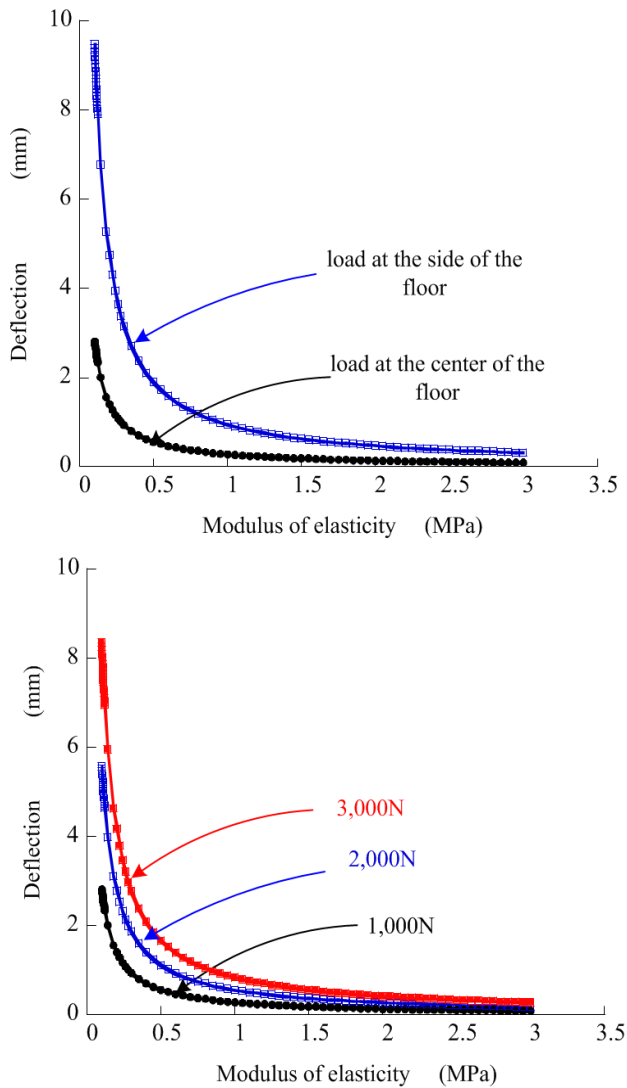 10
8
6
4
2
0
Deflection (mm)
load at the side of the
floor
load at the center of the
floor
0 0.5 1 1.5 2 2.5 3 3.5
Modulus of elasticity (MPa)
10
8
6
4
2
0
Deflection (mm)
3,000N
2,000N
1,000N
0 0.5 1 1.5 2 2.5 3 3.5
Modulus of elasticity (MPa)